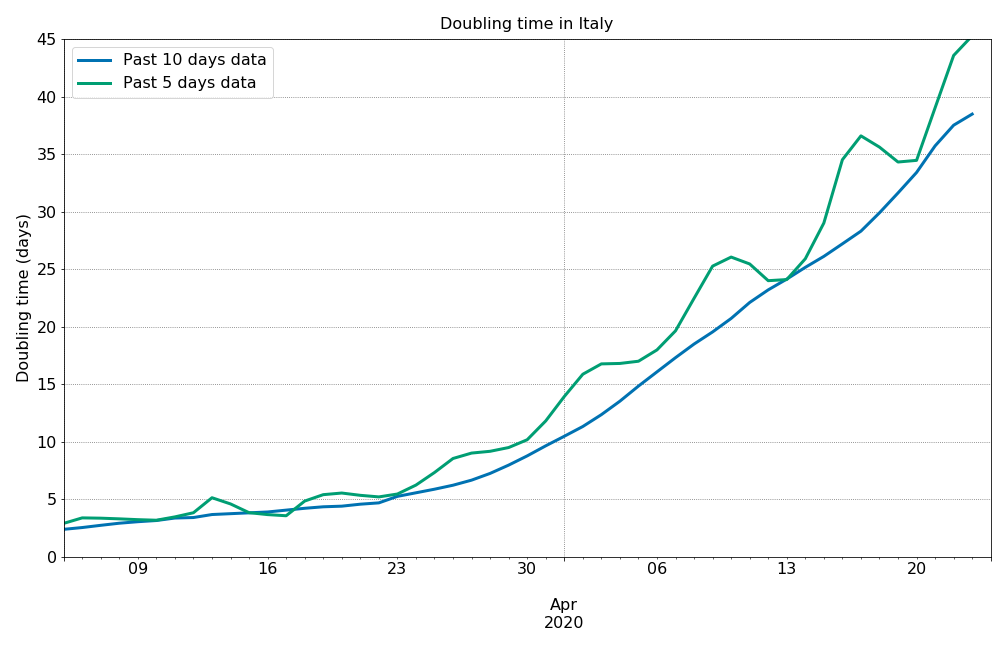 Doubling time in Italy
Past 10 days data
Past 5 days data
Doubling time (days)
45
40
35
30
25
20
15
10
5
0
09 16 23 30 06 13 20
Apr
2020